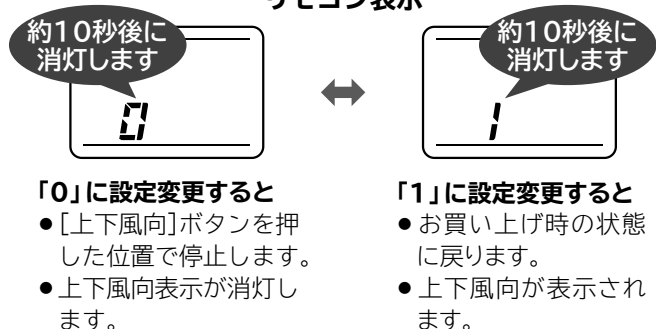 リモコン表示
約10秒後に
消灯します
0
約10秒後に
消灯します
1
「0」に設定変更すると
●［上下風向］ボタンを押
した位置で停止します。
●上下風向表示が消灯し
ます。
「1」に設定変更すると
●お買い上げ時の状態
に戻ります。
●上下風向が表示され
ます。